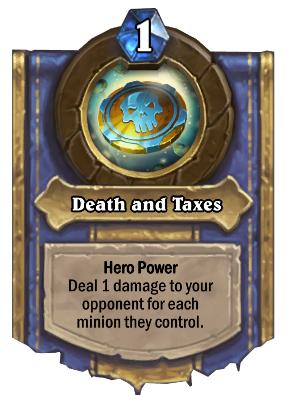 1
Death and Taxes
Hero Power
Deal 1 damage to your
opponent for each
minion they control.